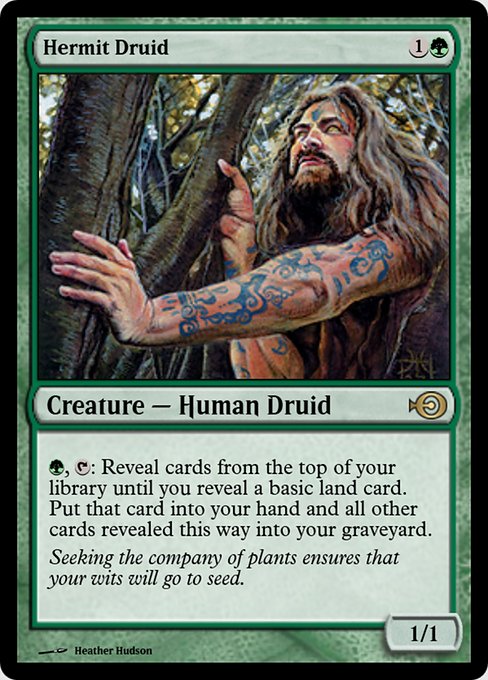 Hermit Druid 1
Creature — Human Druid
, : Reveal cards from the top of your
library until you reveal a basic land card.
Put that card into your hand and all other
cards revealed this way into your graveyard.
Seeking the company of plants ensures that
your wits will go to seed.
1/1
Heather Hudson